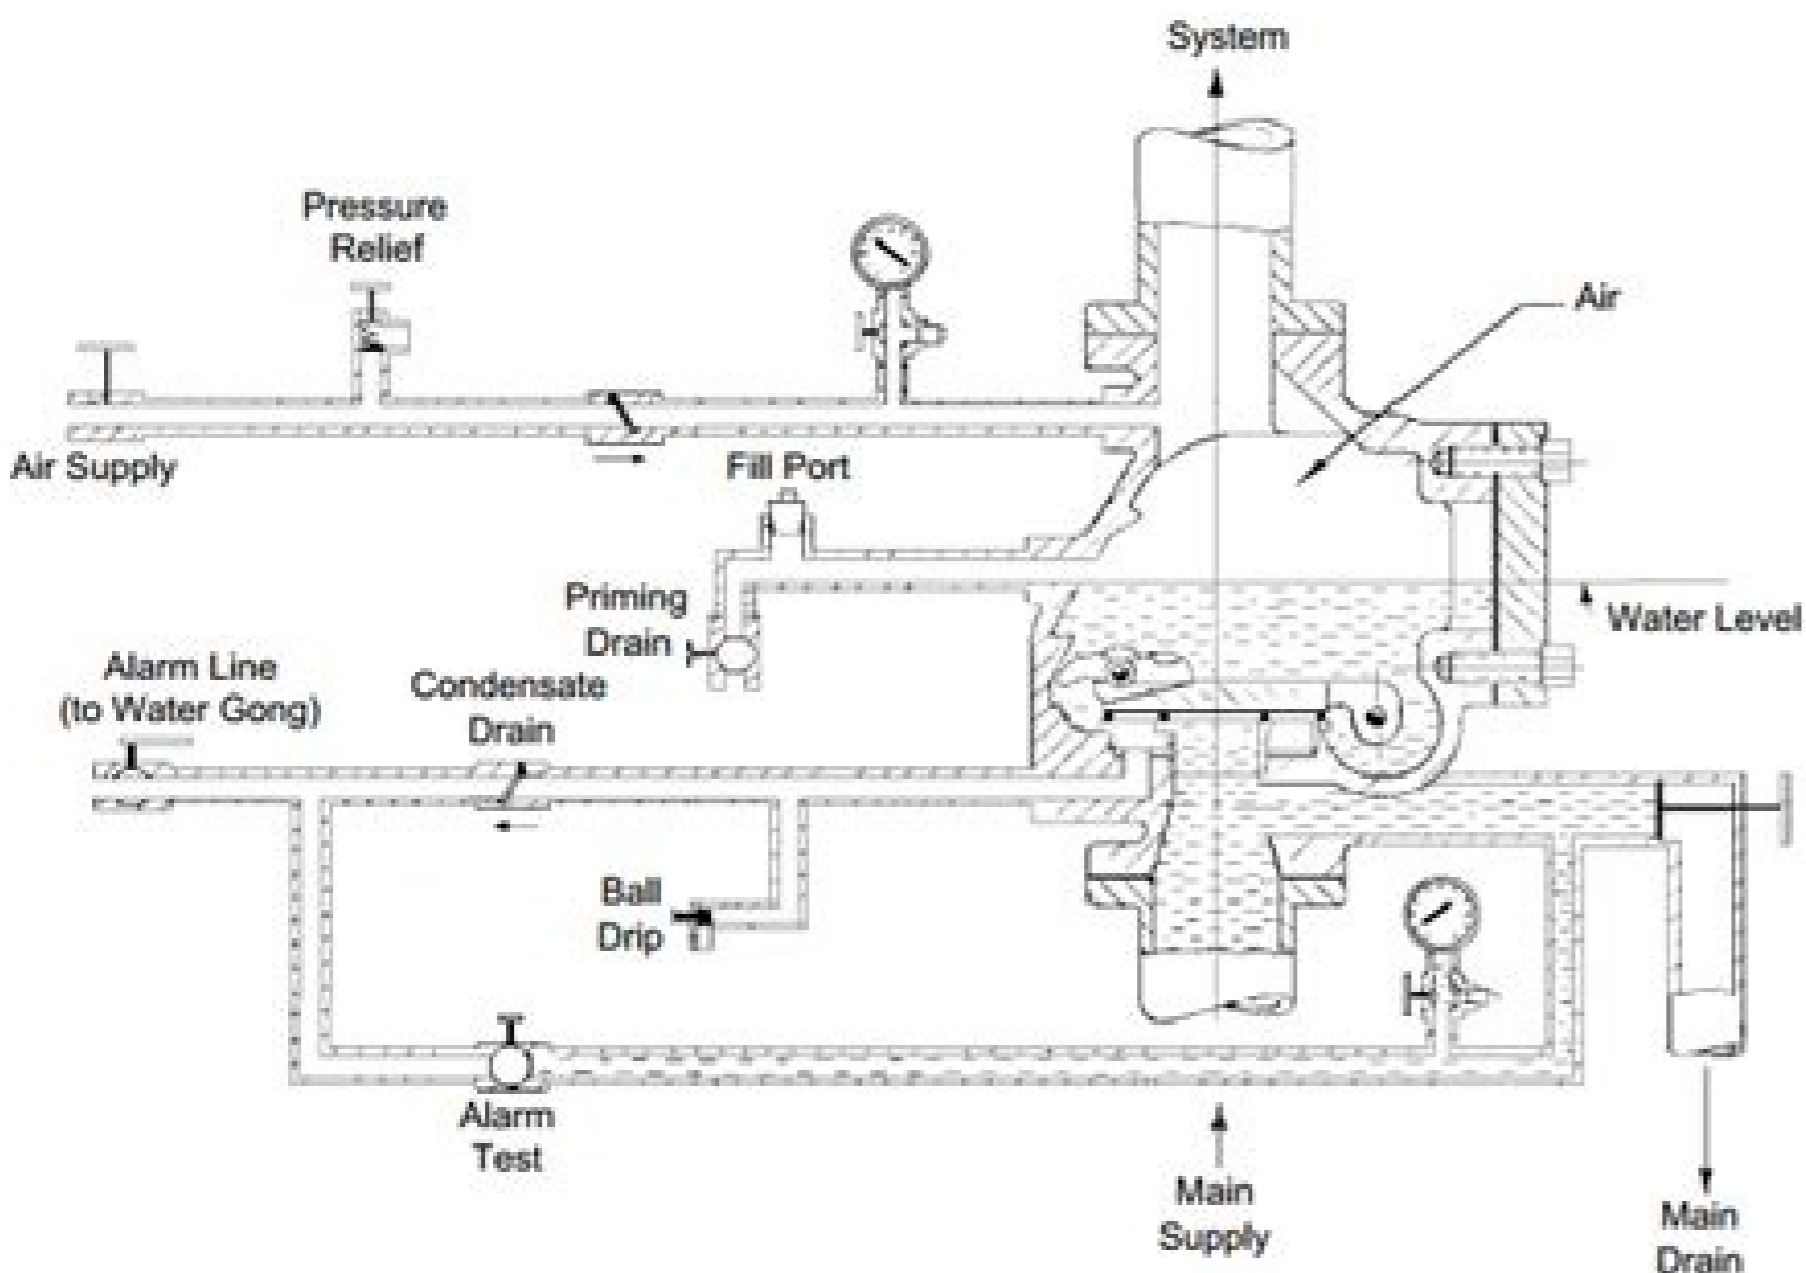 System
Pressure
Relief
Air
Air Supply
Fill Port
Priming
Drain
Water Level
Alarm Line
(to Water Gong)
Condensate
Drain
Ball
Drip
Alarm
Test
Main
Supply
Main
Drain